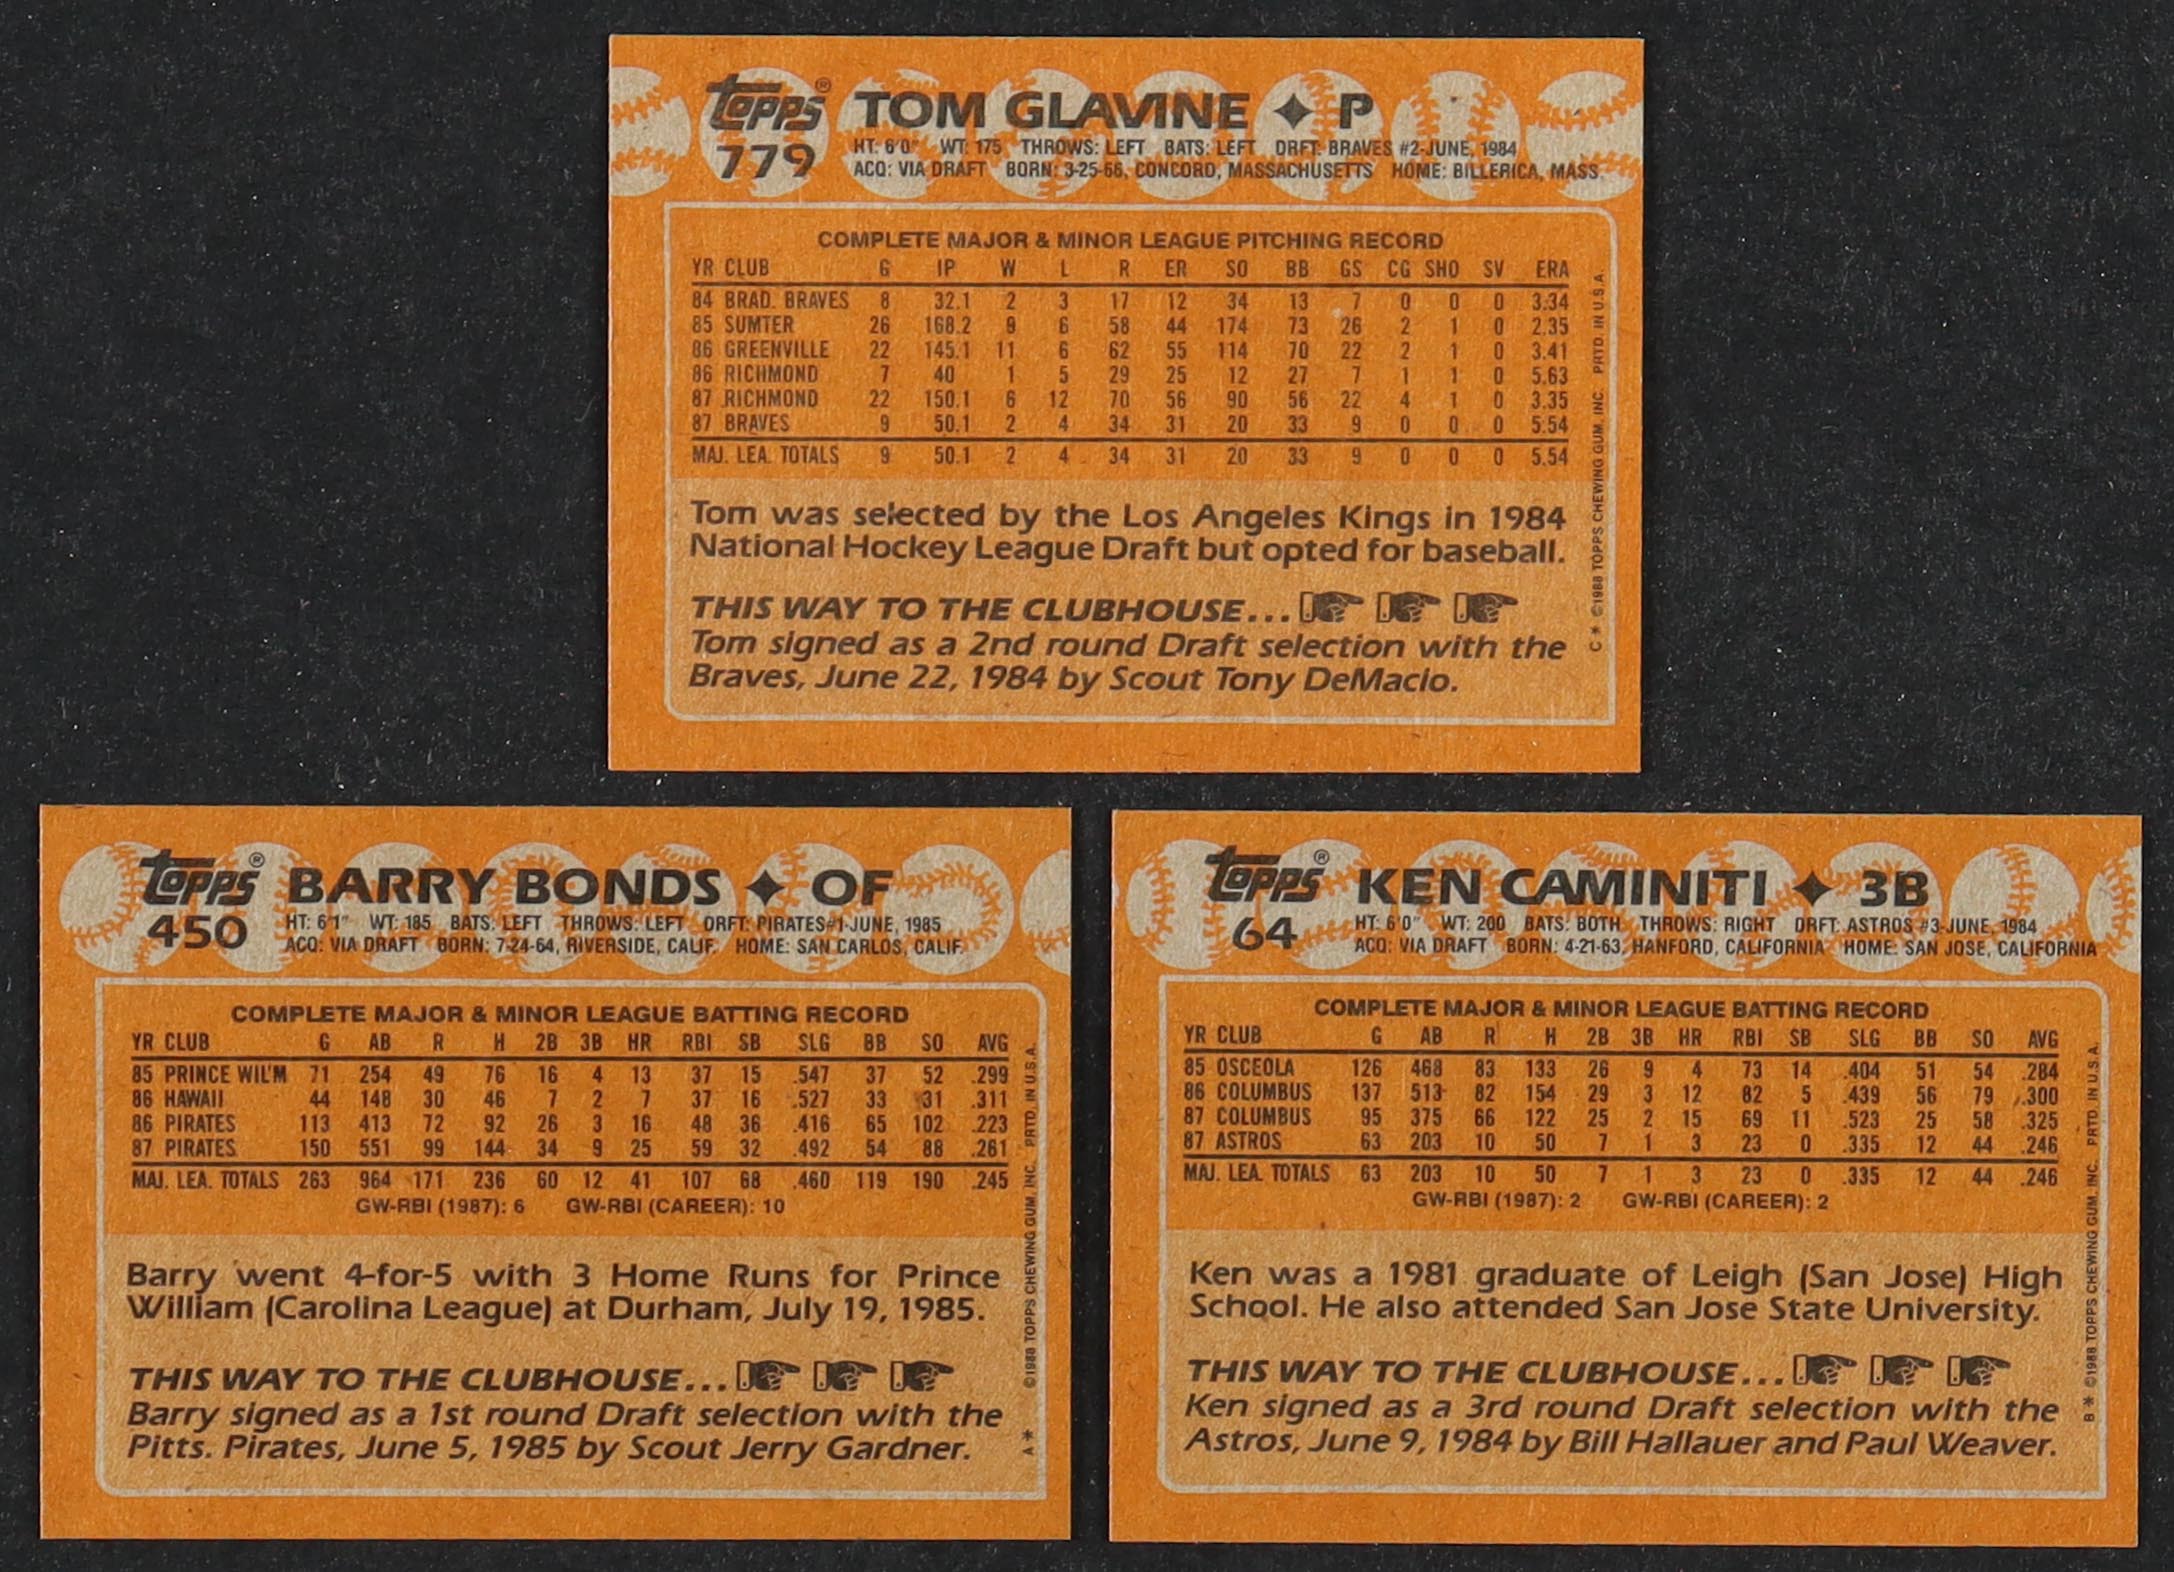 topps®
779
TOM GLAVINE ✦ P
HT: 6'0" WT: 175 THROWS: LEFT BATS: LEFT DRFT: BRAVES #2-JUNE, 1984
ACQ: VIA DRAFT BORN: 3-25-66, CONCORD, MASSACHUSETTS HOME: BILLERICA, MASS.
COMPLETE MAJOR & MINOR LEAGUE PITCHING RECORD
YR CLUB G IP W L R ER SO BB GS CG SHO SV ERA
84 BRAD. BRAVES 8 32.1 2 3 17 12 34 13 7 0 0 0 3.34
85 SUMTER 26 168.2 9 6 58 44 174 73 26 2 1 0 2.35
86 GREENVILLE 22 145.1 11 6 62 55 114 70 22 2 1 0 3.41
86 RICHMOND 7 40 1 5 29 25 12 27 7 1 1 0 5.63
87 RICHMOND 22 150.1 6 12 70 56 90 56 22 4 1 0 3.35
87 BRAVES 9 50.1 2 4 34 31 20 33 9 0 0 0 5.54
MAJ. LEA. TOTALS 9 50.1 2 4 34 31 20 33 9 0 0 0 5.54
Tom was selected by the Los Angeles Kings in 1984
National Hockey League Draft but opted for baseball.
THIS WAY TO THE CLUBHOUSE...
Tom signed as a 2nd round Draft selection with the
Braves, June 22, 1984 by Scout Tony DeMacio.
C* ©1988 TOPPS CHEWING GUM, INC. PRTD. IN U.S.A.
topps®
450
BARRY BONDS ✦ OF
HT: 6'1" WT: 185 BATS: LEFT THROWS: LEFT DRFT: PIRATES#1-JUNE, 1985
ACQ: VIA DRAFT BORN: 7-24-64, RIVERSIDE, CALIF. HOME: SAN CARLOS, CALIF.
COMPLETE MAJOR & MINOR LEAGUE BATTING RECORD
YR CLUB G AB R H 2B 3B HR RBI SB SLG BB SO AVG
85 PRINCE WIL'M 71 254 49 76 16 4 13 37 15 .547 37 52 .299
86 HAWAII 44 148 30 46 7 2 7 37 16 .527 33 31 .311
86 PIRATES 113 413 72 92 26 3 16 48 36 .416 65 102 .223
87 PIRATES 150 551 99 144 34 9 25 59 32 .492 54 88 .261
MAJ. LEA. TOTALS 263 964 171 236 60 12 41 107 68 .460 119 190 .245
GW-RBI (1987): 6 GW-RBI (CAREER): 10
Barry went 4-for-5 with 3 Home Runs for Prince
William (Carolina League) at Durham, July 19, 1985.
THIS WAY TO THE CLUBHOUSE...
Barry signed as a 1st round Draft selection with the
Pitts. Pirates, June 5, 1985 by Scout Jerry Gardner.
A* ©1988 TOPPS CHEWING GUM, INC. PRTD. IN U.S.A.
topps®
64
KEN CAMINITI ✦ 3B
HT: 6'0" WT: 200 BATS: BOTH THROWS: RIGHT DRFT: ASTROS #3-JUNE, 1984
ACQ: VIA DRAFT BORN: 4-21-63, HANFORD, CALIFORNIA HOME: SAN JOSE, CALIFORNIA
COMPLETE MAJOR & MINOR LEAGUE BATTING RECORD
YR CLUB G AB R H 2B 3B HR RBI SB SLG BB SO AVG
85 OSCEOLA 126 468 83 133 26 9 4 73 14 .404 51 54 .284
86 COLUMBUS 137 513 82 154 29 3 12 82 5 .439 56 79 .300
87 COLUMBUS 95 375 66 122 25 2 15 69 11 .523 25 58 .325
87 ASTROS 63 203 10 50 7 1 3 23 0 .335 12 44 .246
MAJ. LEA. TOTALS 63 203 10 50 7 1 3 23 0 .335 12 44 .246
GW-RBI (1987): 2 GW-RBI (CAREER): 2
Ken was a 1981 graduate of Leigh (San Jose) High
School. He also attended San Jose State University.
THIS WAY TO THE CLUBHOUSE...
Ken signed as a 3rd round Draft selection with the
Astros, June 9, 1984 by Bill Hallauer and Paul Weaver.
B* ©1988 TOPPS CHEWING GUM, INC. PRTD. IN U.S.A.